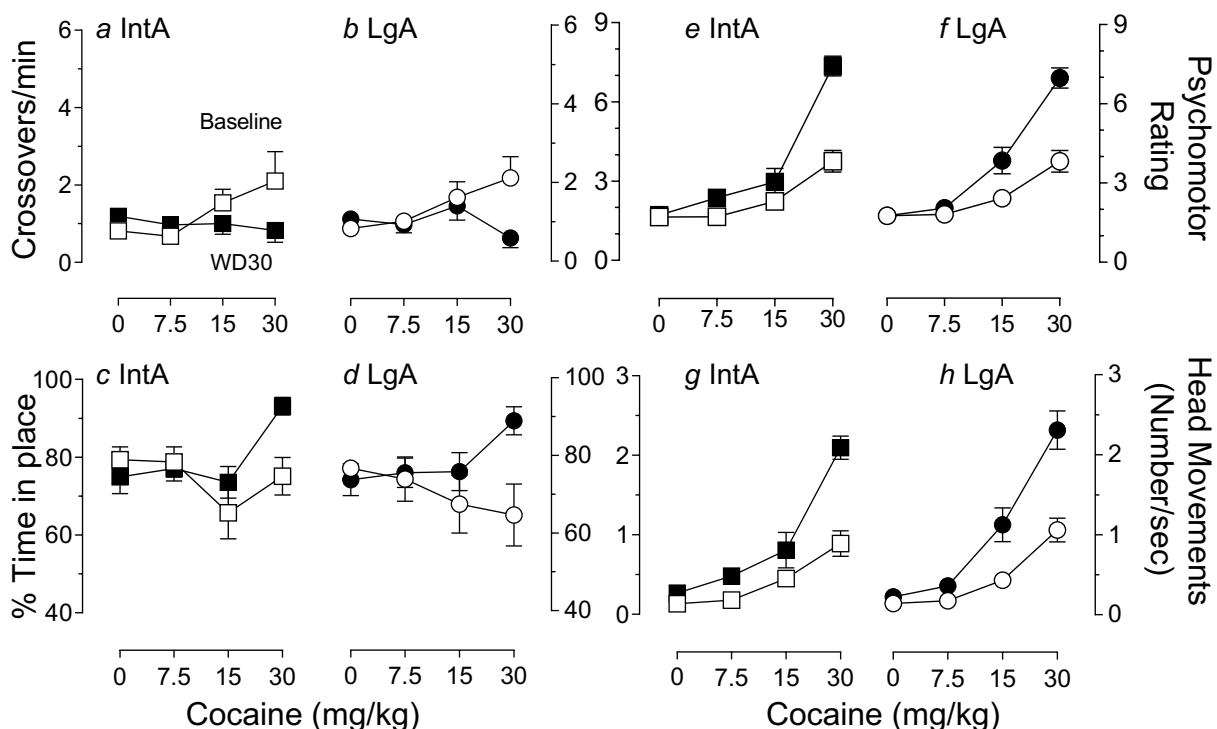 a IntA
b LgA
e IntA
f LgA
Crossovers/min
6
4
2
0
Baseline
WD30
6
4
2
0
9
6
3
0
9
6
3
0
Psychomotor
Rating
0 7.5 15 30
0 7.5 15 30
0 7.5 15 30
0 7.5 15 30
c IntA
d LgA
g IntA
h LgA
% Time in place
100
80
60
40
100
80
60
40
3
2
1
0
3
2
1
0
Head Movements
(Number/sec)
0 7.5 15 30
0 7.5 15 30
0 7.5 15 30
0 7.5 15 30
Cocaine (mg/kg)
Cocaine (mg/kg)